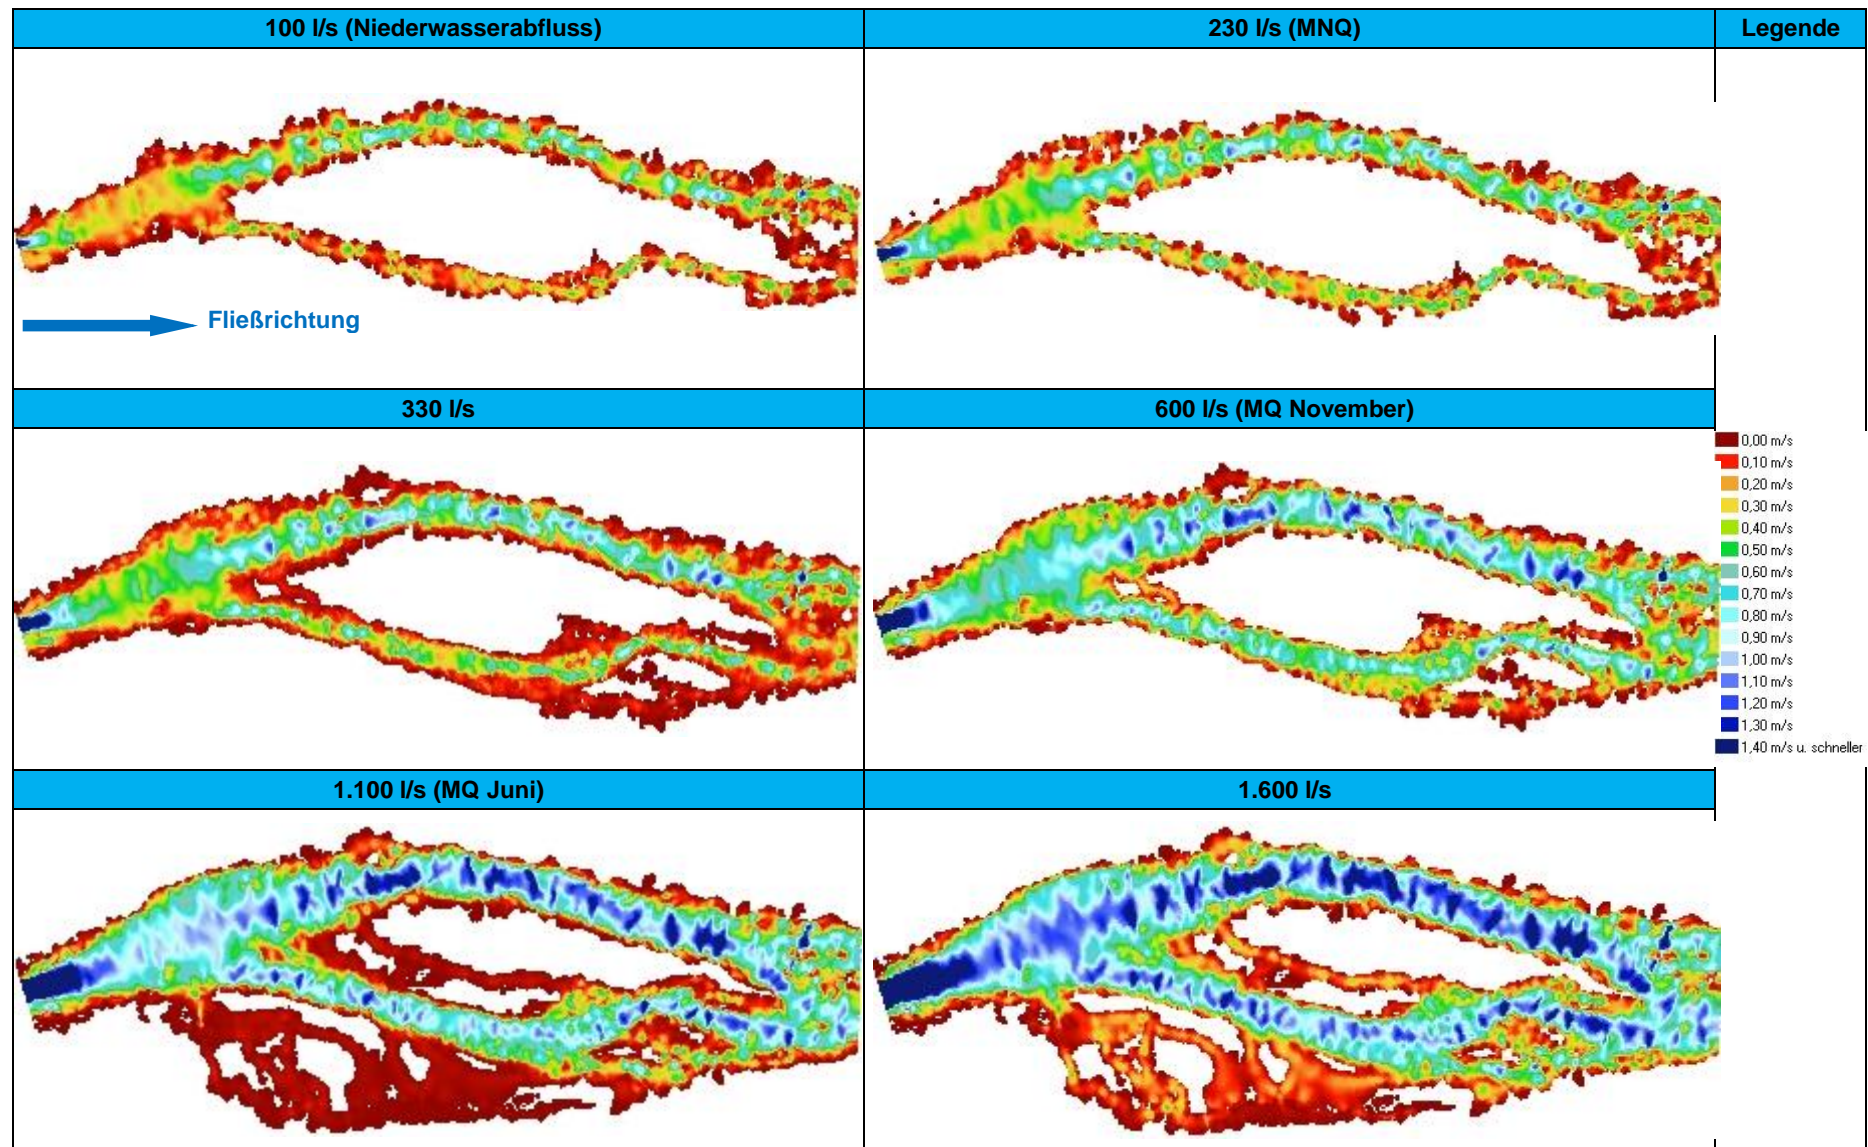 100 l/s (Niederwasserabfluss)
230 l/s (MNQ)
Legende
Fließrichtung
330 l/s
600 l/s (MQ November)
0,00 m/s
0,10 m/s
0,20 m/s
0,30 m/s
0,40 m/s
0,50 m/s
0,60 m/s
0,70 m/s
0,80 m/s
0,90 m/s
1,00 m/s
1,10 m/s
1,20 m/s
1,30 m/s
1,40 m/s u. schneller
1.100 l/s (MQ Juni)
1.600 l/s